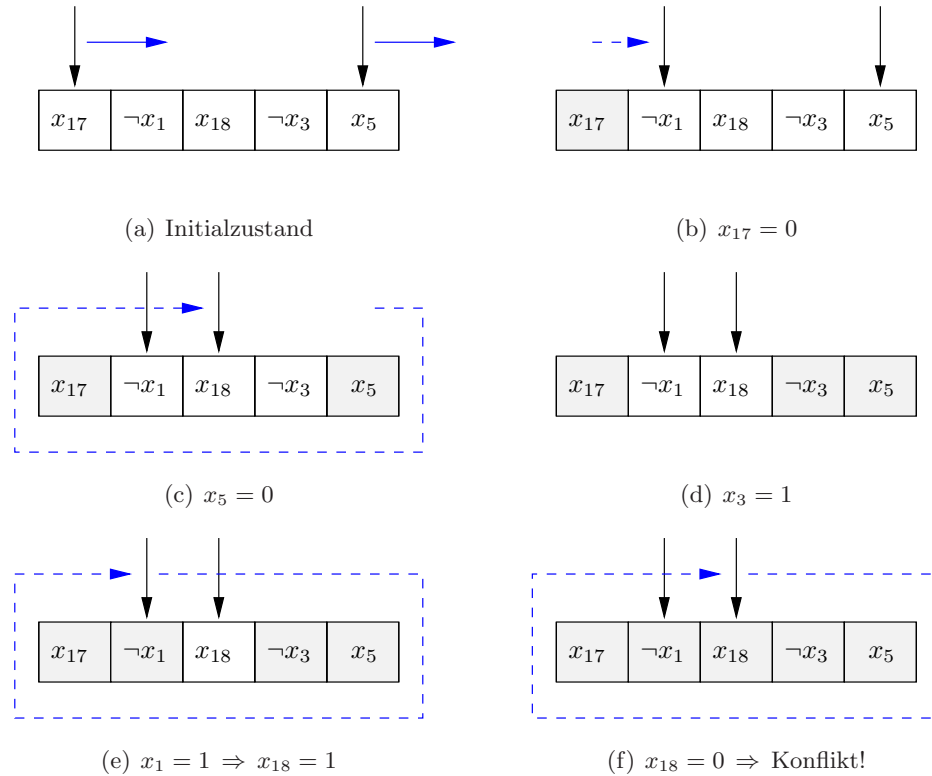 x₁₇ ¬x₁ x₁₈ ¬x₃ x₅
x₁₇ ¬x₁ x₁₈ ¬x₃ x₅
(a) Initialzustand
(b) x₁₇ = 0
x₁₇ ¬x₁ x₁₈ ¬x₃ x₅
x₁₇ ¬x₁ x₁₈ ¬x₃ x₅
(c) x₅ = 0
(d) x₃ = 1
x₁₇ ¬x₁ x₁₈ ¬x₃ x₅
x₁₇ ¬x₁ x₁₈ ¬x₃ x₅
(e) x₁ = 1 ⇒ x₁₈ = 1
(f) x₁₈ = 0 ⇒ Konflikt!